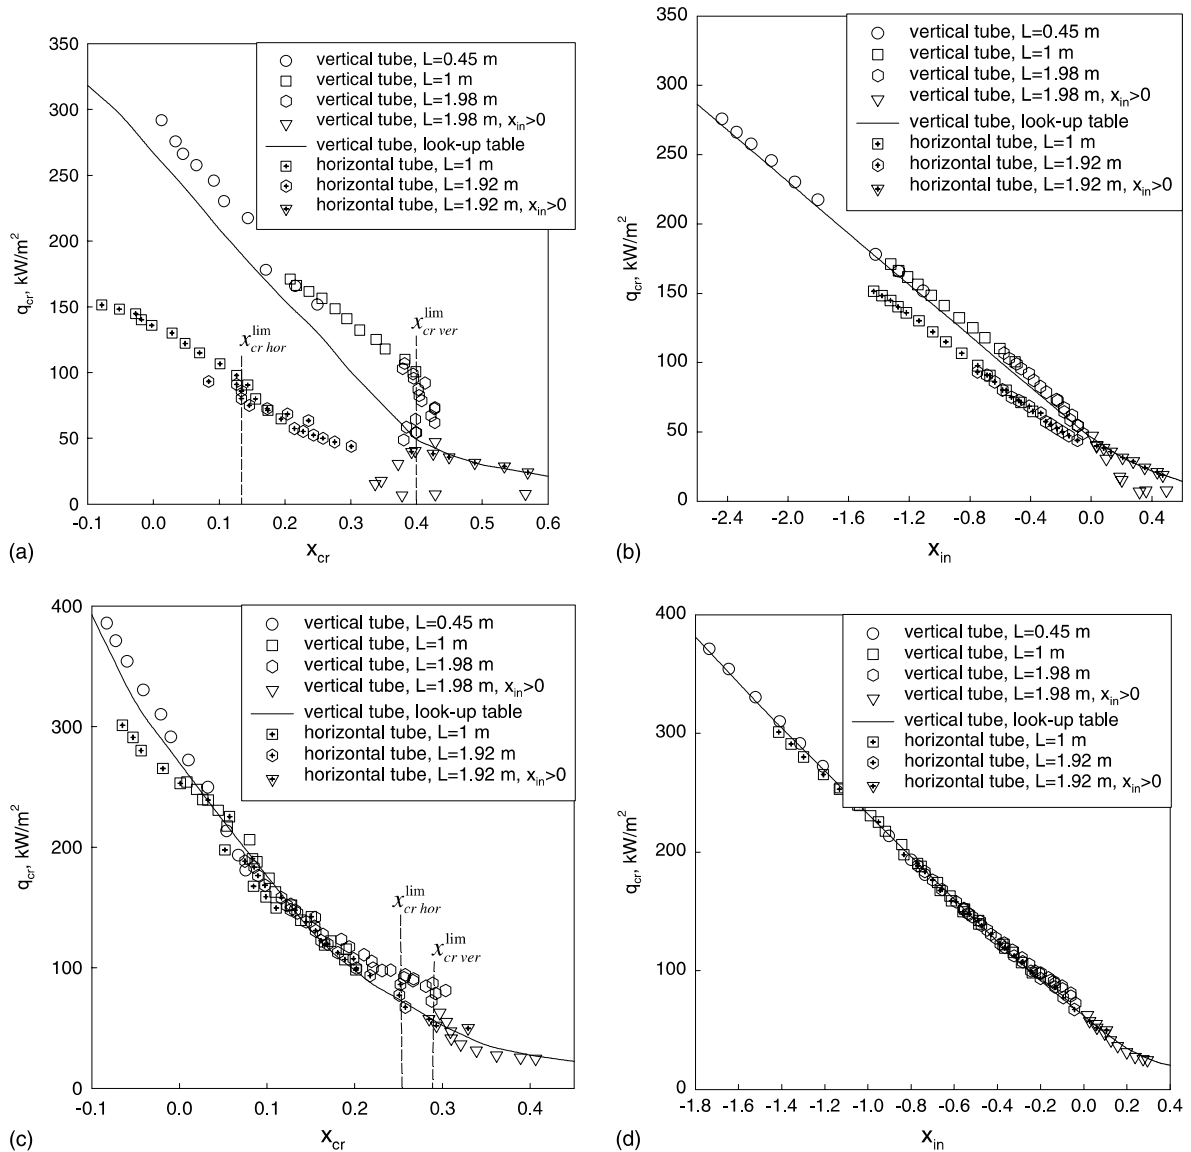 350
300
250
200
150
100
50
0
q_cr, kW/m²
vertical tube, L=0.45 m
vertical tube, L=1 m
vertical tube, L=1.98 m
vertical tube, L=1.98 m, x_in>0
vertical tube, look-up table
horizontal tube, L=1 m
horizontal tube, L=1.92 m
horizontal tube, L=1.92 m, x_in>0
x_cr hor^lim
x_cr ver^lim
-0.1 0.0 0.1 0.2 0.3 0.4 0.5 0.6
x_cr
(a)
350
300
250
200
150
100
50
0
q_cr, kW/m²
vertical tube, L=0.45 m
vertical tube, L=1 m
vertical tube, L=1.98 m
vertical tube, L=1.98 m, x_in>0
vertical tube, look-up table
horizontal tube, L=1 m
horizontal tube, L=1.92 m
horizontal tube, L=1.92 m, x_in>0
-2.4 -2.0 -1.6 -1.2 -0.8 -0.4 0.0 0.4
x_in
(b)
400
300
200
100
0
q_cr, kW/m²
vertical tube, L=0.45 m
vertical tube, L=1 m
vertical tube, L=1.98 m
vertical tube, L=1.98 m, x_in>0
vertical tube, look-up table
horizontal tube, L=1 m
horizontal tube, L=1.92 m
horizontal tube, L=1.92 m, x_in>0
x_cr hor^lim
x_cr ver^lim
-0.1 0.0 0.1 0.2 0.3 0.4
x_cr
(c)
400
300
200
100
0
q_cr, kW/m²
vertical tube, L=0.45 m
vertical tube, L=1 m
vertical tube, L=1.98 m
vertical tube, L=1.98 m, x_in>0
vertical tube, look-up table
horizontal tube, L=1 m
horizontal tube, L=1.92 m
horizontal tube, L=1.92 m, x_in>0
-1.8 -1.6 -1.4 -1.2 -1.0 -0.8 -0.6 -0.4 -0.2 0.0 0.2 0.4
x_in
(d)